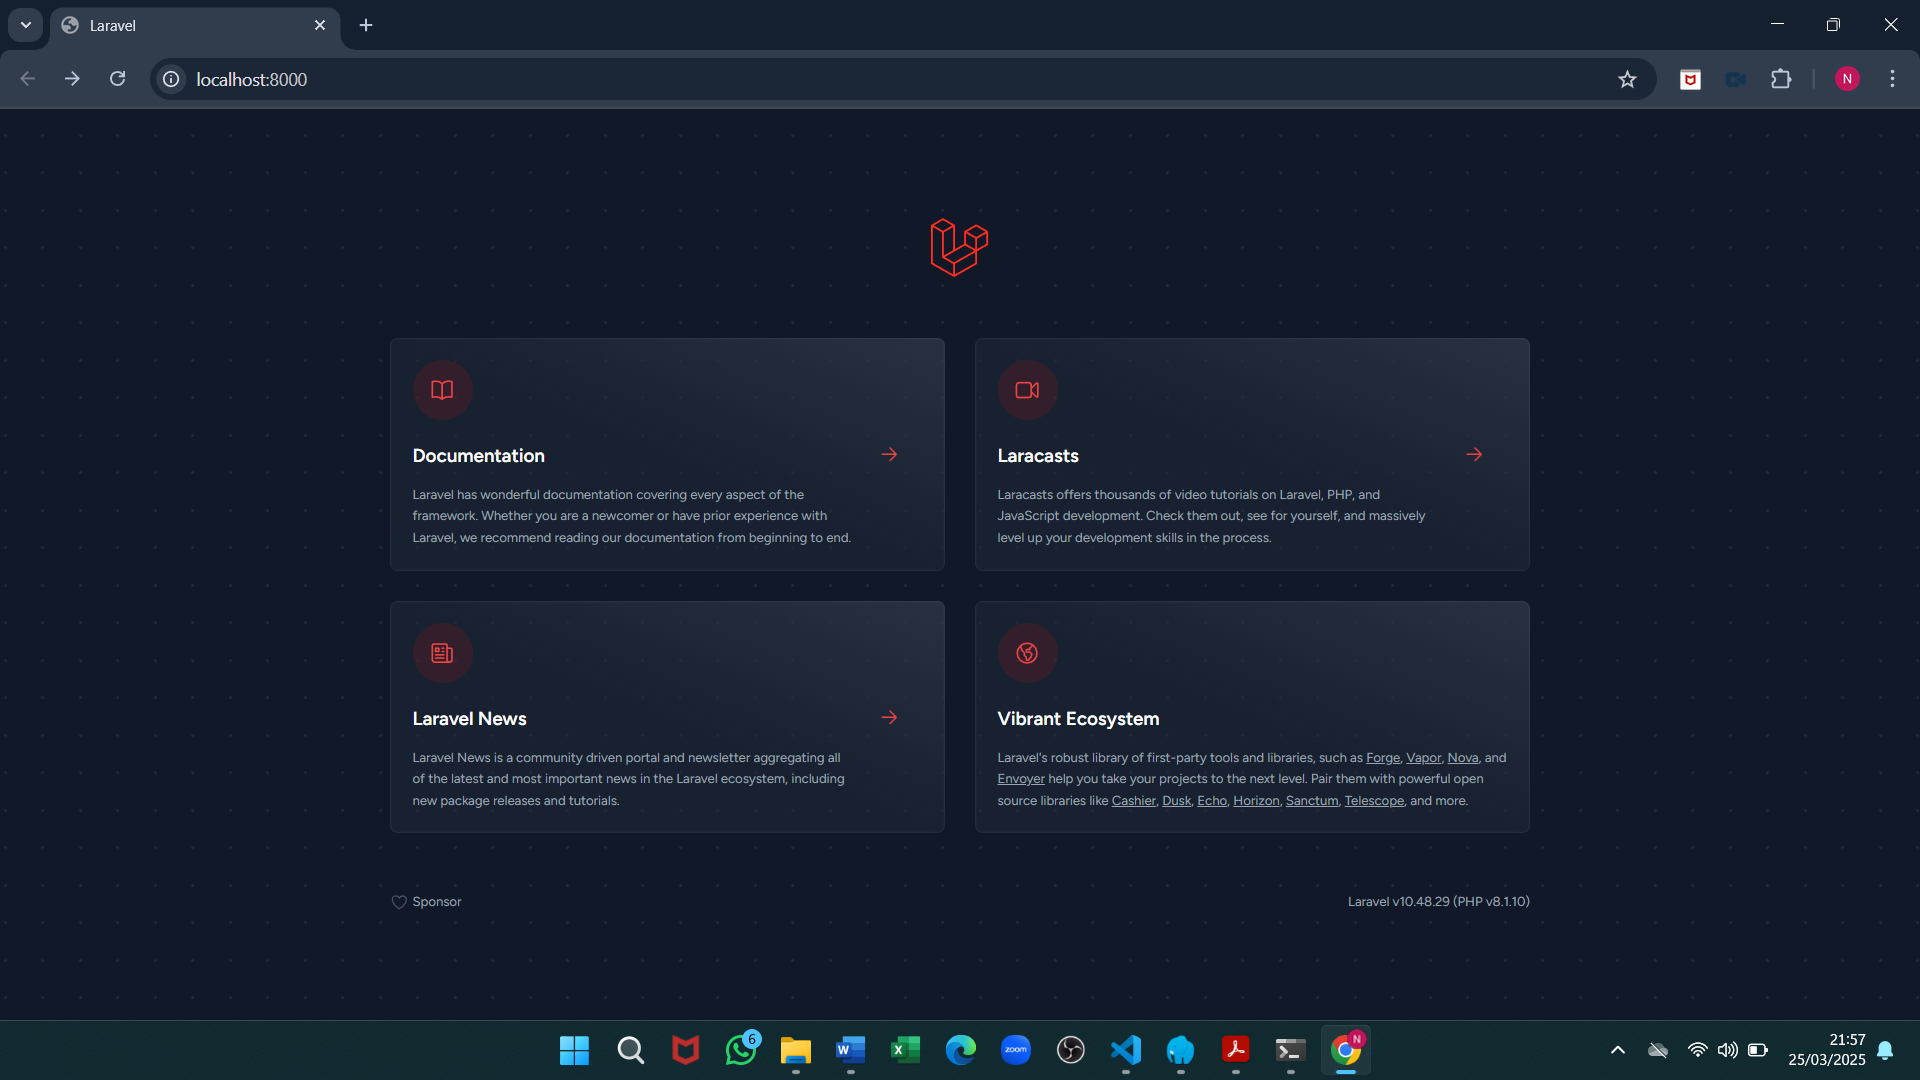 Laravel
localhost:8000
N
Documentation
Laravel has wonderful documentation covering every aspect of the
framework. Whether you are a newcomer or have prior experience with
Laravel, we recommend reading our documentation from beginning to end.
Laracasts
Laracasts offers thousands of video tutorials on Laravel, PHP, and
JavaScript development. Check them out, see for yourself, and massively
level up your development skills in the process.
Laravel News
Laravel News is a community driven portal and newsletter aggregating all
of the latest and most important news in the Laravel ecosystem, including
new package releases and tutorials.
Vibrant Ecosystem
Laravel's robust library of first-party tools and libraries, such as Forge, Vapor, Nova, and
Envoyer help you take your projects to the next level. Pair them with powerful open
source libraries like Cashier, Dusk, Echo, Horizon, Sanctum, Telescope, and more.
Sponsor
Laravel v10.48.29 (PHP v8.1.10)
6
W
X
zoom
N
21:57
25/03/2025